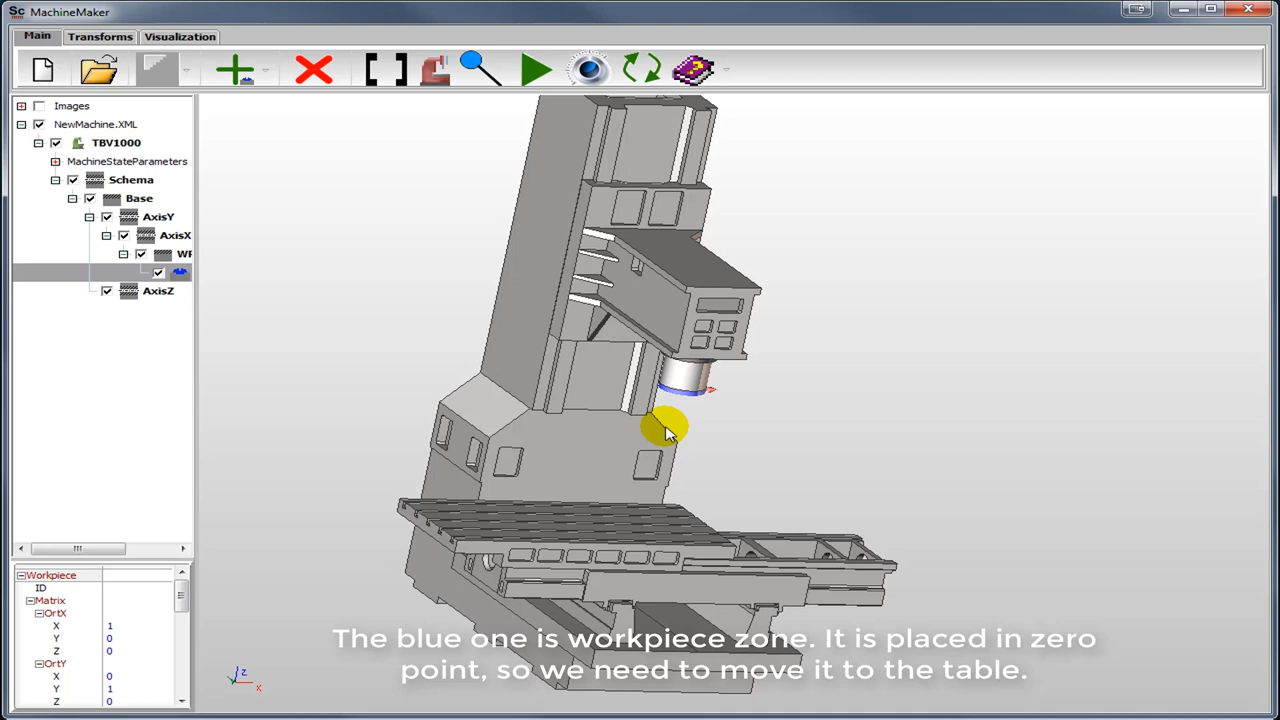 Sc MachineMaker
Main Transforms Visualization
Images
NewMachine.XML
TBV1000
MachineStateParameters
Schema
Base
AxisY
AxisX
WF
AxisZ
Workpiece
ID
Matrix
OrtX
X 1
Y 0
Z 0
OrtY
X 0
Y 1
Z 0
z
x
The blue one is workpiece zone. It is placed in zero
point, so we need to move it to the table.